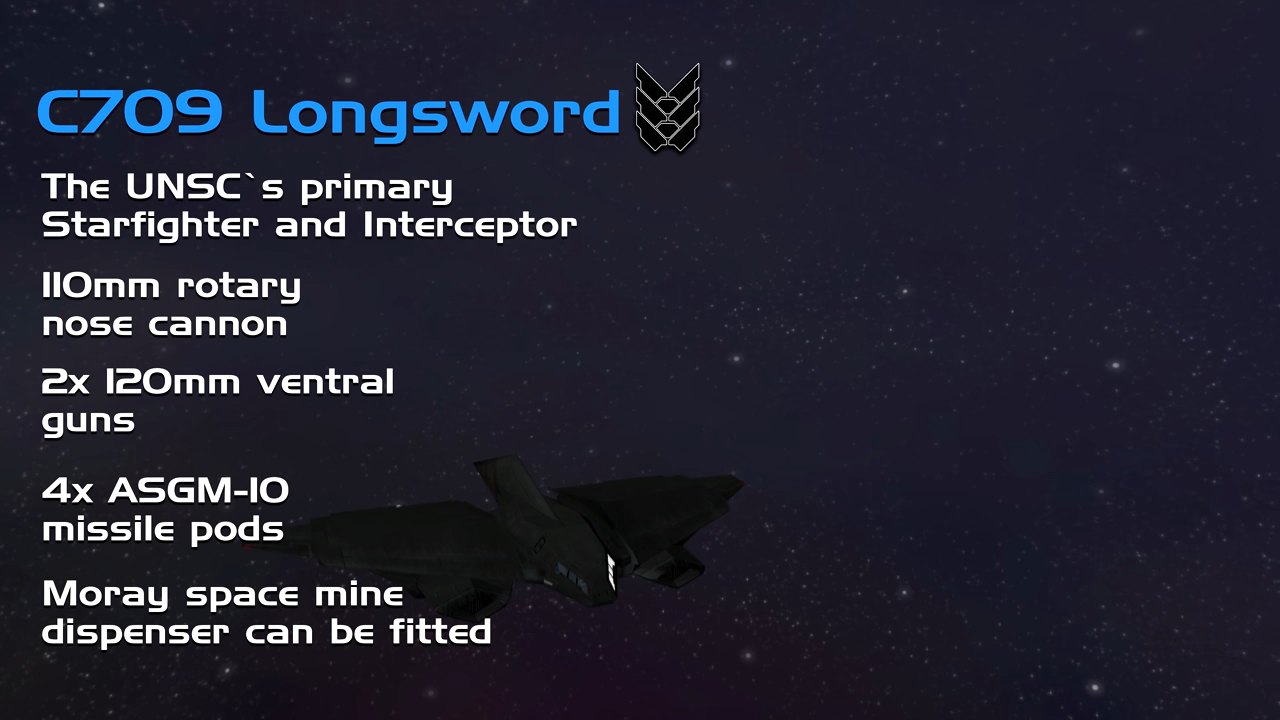 C709 Longsword
The UNSC`s primary
Starfighter and Interceptor
110mm rotary
nose cannon
2x 120mm ventral
guns
4x ASGM-10
missile pods
Moray space mine
dispenser can be fitted